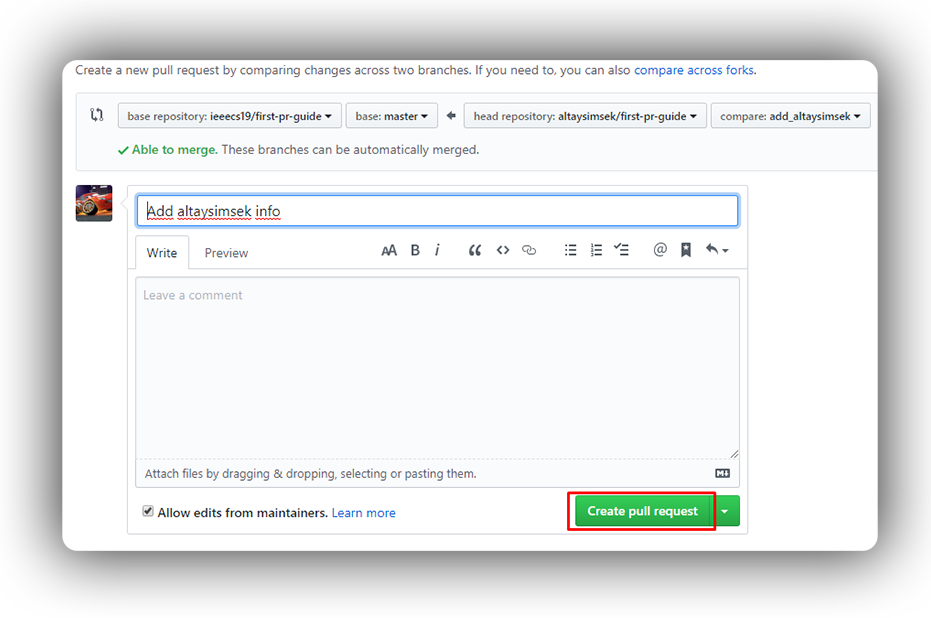 Create a new pull request by comparing changes across two branches. If you need to, you can also compare across forks.
base repository: ieeecs19/first-pr-guide base: master head repository: altaysimsek/first-pr-guide compare: add_altaysimsek
Able to merge. These branches can be automatically merged.
Add altaysimsek info
Write Preview AA B i @
Leave a comment
Attach files by dragging & dropping, selecting or pasting them.
Allow edits from maintainers. Learn more Create pull request